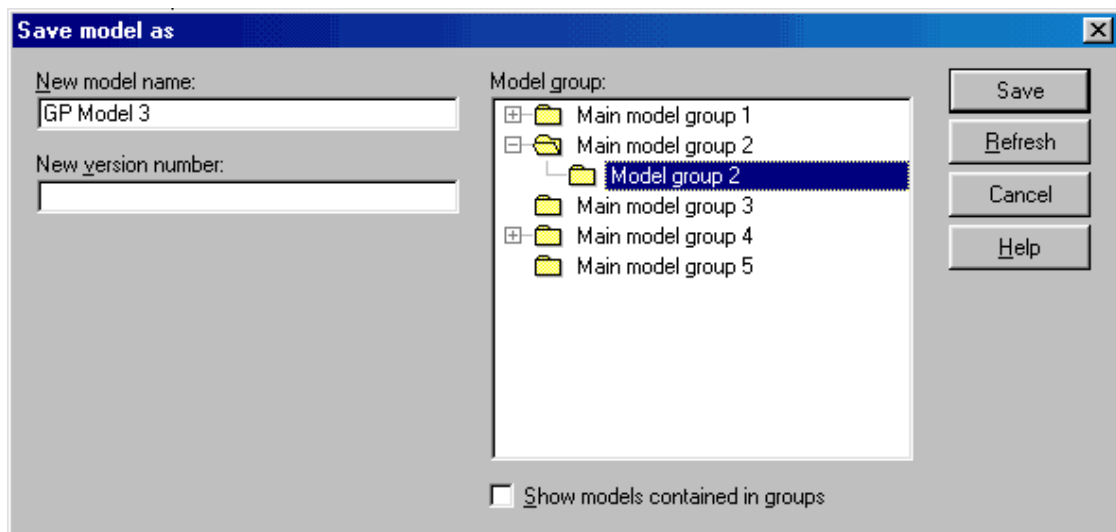 Save model as
New model name:
GP Model 3
New version number:
Model group:
Main model group 1
Main model group 2
Model group 2
Main model group 3
Main model group 4
Main model group 5
Show models contained in groups
Save
Refresh
Cancel
Help